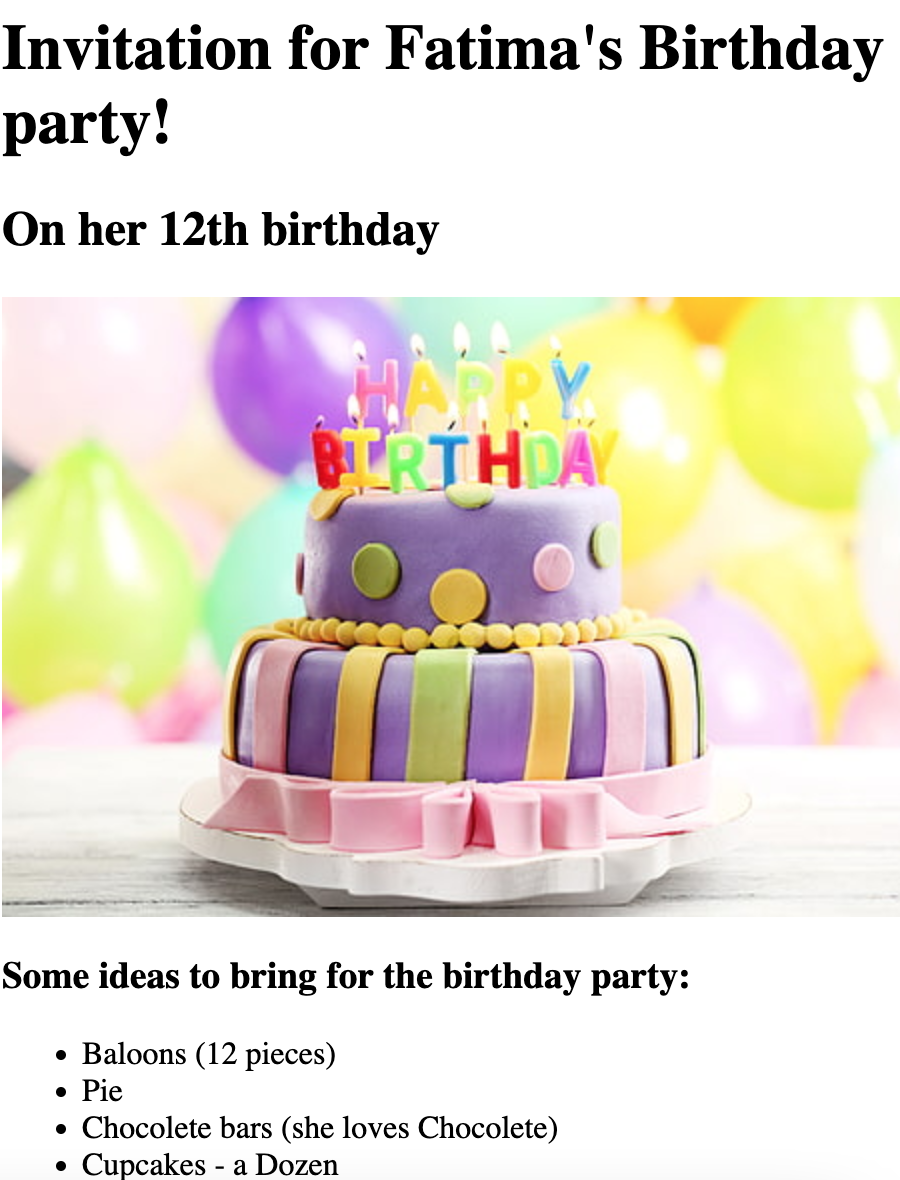 Invitation for Fatima's Birthday
party!
On her 12th birthday
HAPPY
BIRTHDAY
Some ideas to bring for the birthday party:
• Baloons (12 pieces)
• Pie
• Chocolete bars (she loves Chocolete)
• Cupcakes - a Dozen